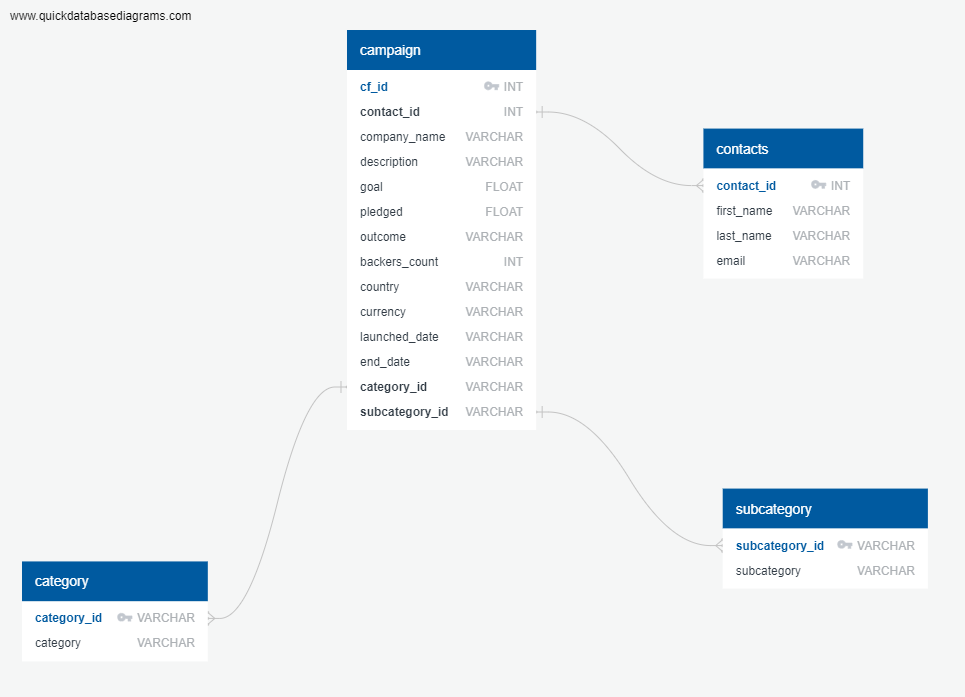 www.quickdatabasediagrams.com
campaign
cf_id INT
contact_id INT
company_name VARCHAR
description VARCHAR
goal FLOAT
pledged FLOAT
outcome VARCHAR
backers_count INT
country VARCHAR
currency VARCHAR
launched_date VARCHAR
end_date VARCHAR
category_id VARCHAR
subcategory_id VARCHAR
contacts
contact_id INT
first_name VARCHAR
last_name VARCHAR
email VARCHAR
subcategory
subcategory_id VARCHAR
subcategory VARCHAR
category
category_id VARCHAR
category VARCHAR